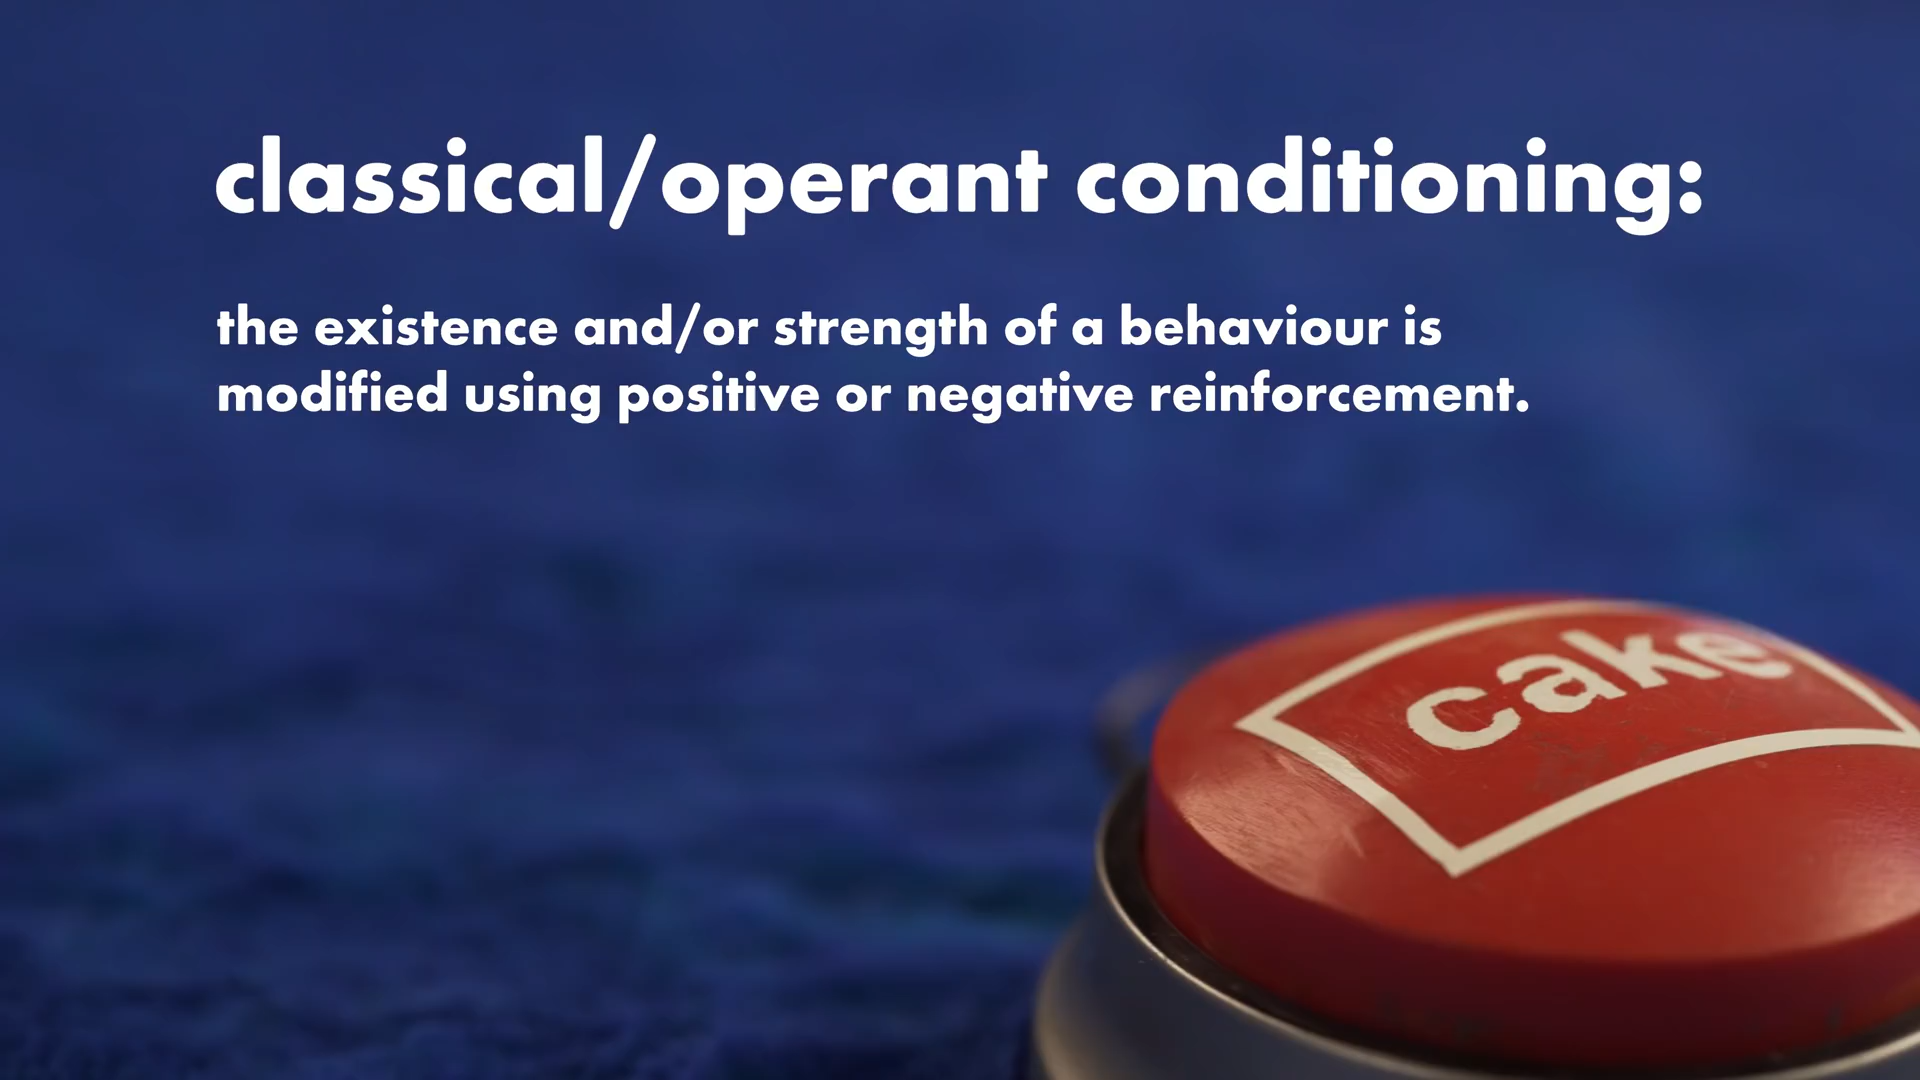 classical/operant conditioning:
the existence and/or strength of a behaviour is
modified using positive or negative reinforcement.
cake